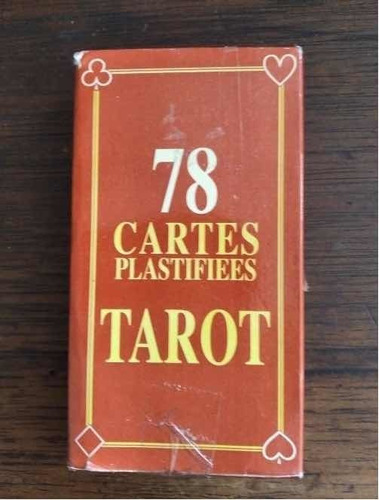 78
CARTES
PLASTIFIEES
TAROT